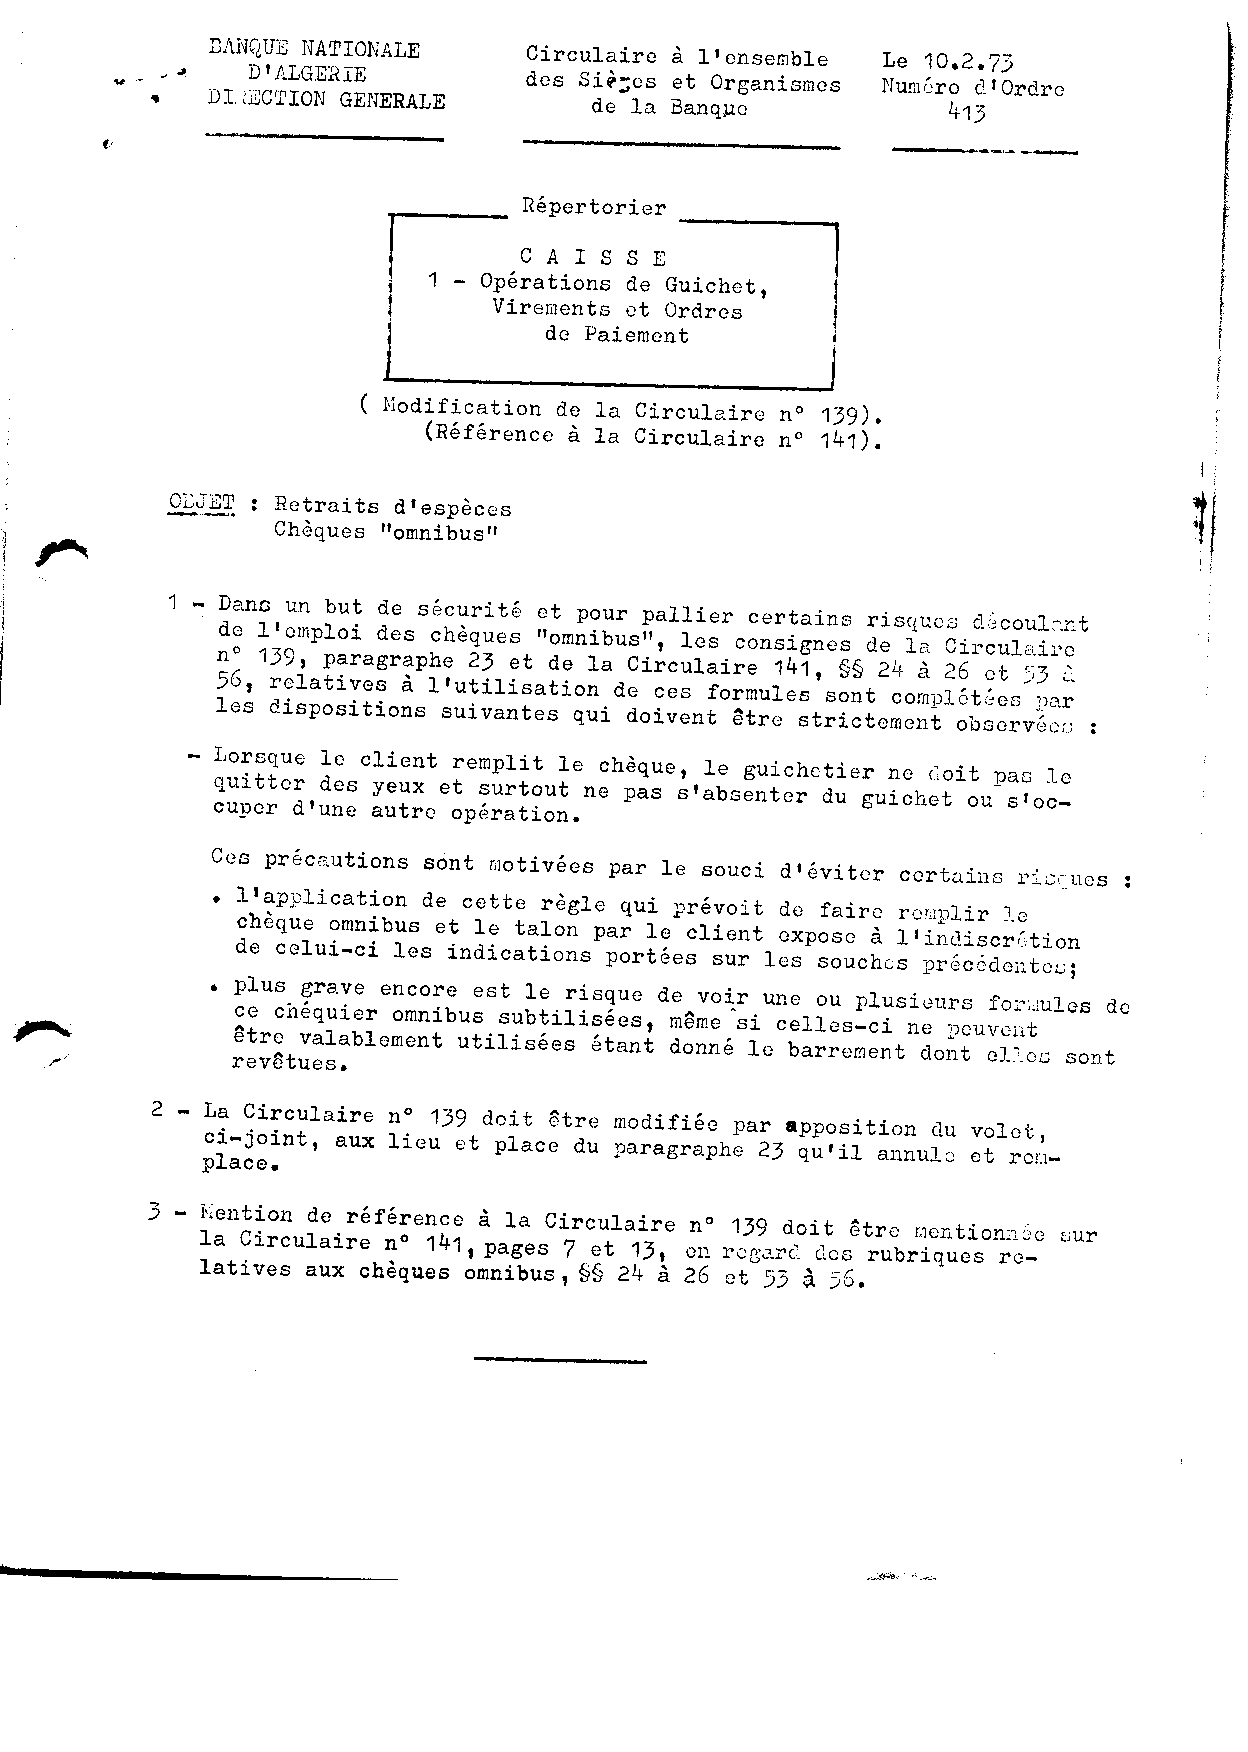 BANQUE NATIONALE
D'ALGERIE
DIRECTION GENERALE
Circulaire à l'ensemble
des Sièges et Organismes
de la Banque
Le 10.2.73
Numéro d'Ordre
413
Répertorier
C A I S S E
1 - Opérations de Guichet,
Virements et Ordres
de Paiement
( Modification de la Circulaire n° 139).
(Référence à la Circulaire n° 141).
OBJET : Retraits d'espèces
Chèques "omnibus"
1 - Dans un but de sécurité et pour pallier certains risques découlant
de l'emploi des chèques "omnibus", les consignes de la Circulaire
n° 139, paragraphe 23 et de la Circulaire 141, §§ 24 à 26 et 53 à
56, relatives à l'utilisation de ces formules sont complétées par
les dispositions suivantes qui doivent être strictement observées :
- Lorsque le client remplit le chèque, le guichetier ne doit pas le
quitter des yeux et surtout ne pas s'absenter du guichet ou s'oc-
cuper d'une autre opération.
Ces précautions sont motivées par le souci d'éviter certains risques :
. l'application de cette règle qui prévoit de faire remplir le
chèque omnibus et le talon par le client expose à l'indiscrétion
de celui-ci les indications portées sur les souches précédentes;
. plus grave encore est le risque de voir une ou plusieurs formules de
ce chéquier omnibus subtilisées, même si celles-ci ne peuvent
être valablement utilisées étant donné le barrement dont elles sont
revêtues.
2 - La Circulaire n° 139 doit être modifiée par apposition du volet,
ci-joint, aux lieu et place du paragraphe 23 qu'il annule et rem-
place.
3 - Mention de référence à la Circulaire n° 139 doit être mentionnée sur
la Circulaire n° 141, pages 7 et 13, en regard des rubriques re-
latives aux chèques omnibus, §§ 24 à 26 et 53 à 56.